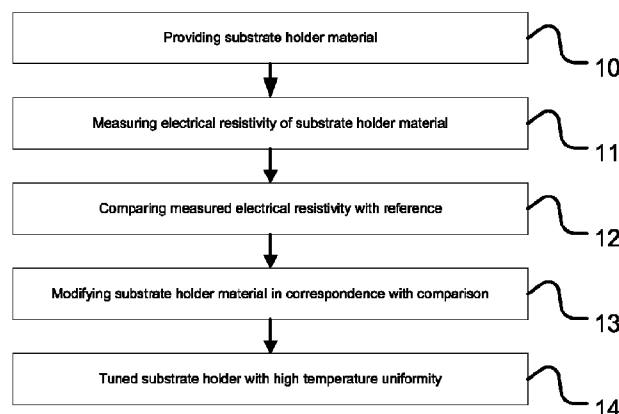 Providing substrate holder material
10
Measuring electrical resistivity of substrate holder material
11
Comparing measured electrical resistivity with reference
12
Modifying substrate holder material in correspondence with comparison
13
Tuned substrate holder with high temperature uniformity
14